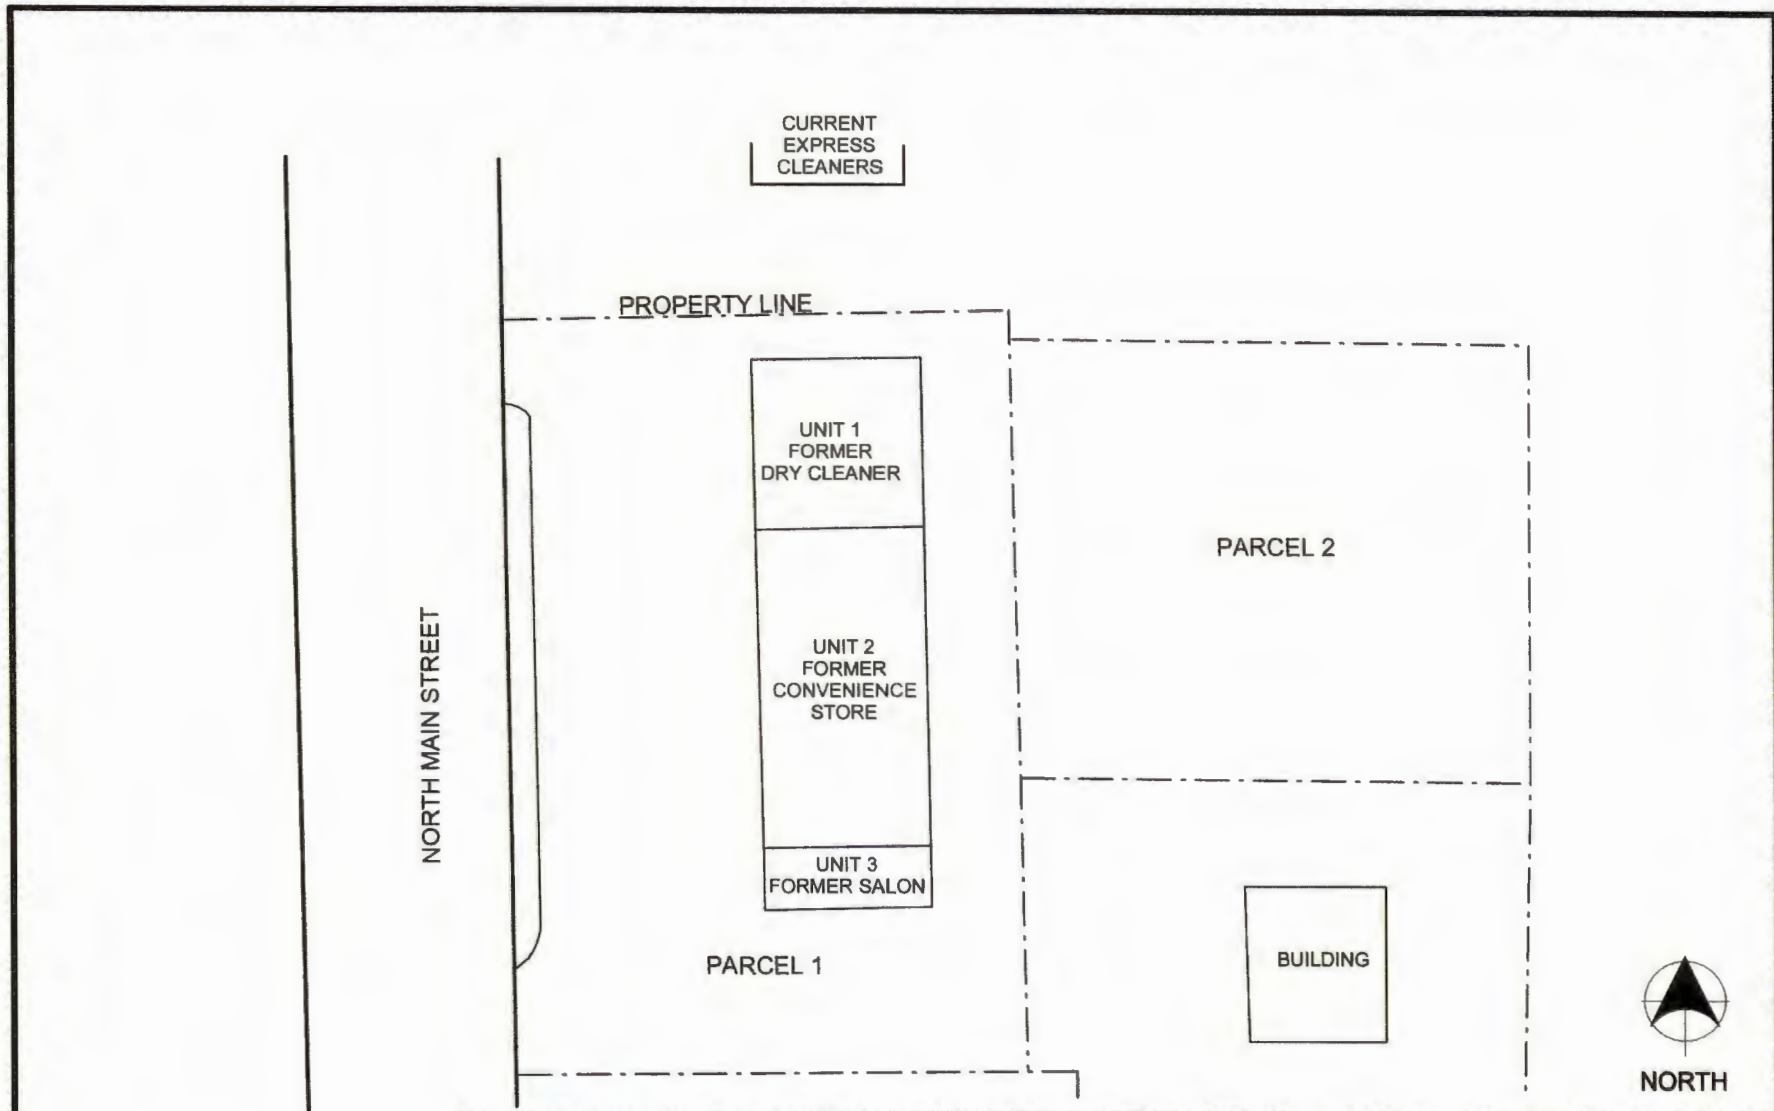 CURRENT
EXPRESS
CLEANERS
PROPERTY LINE
UNIT 1
FORMER
DRY CLEANER
PARCEL 2
NORTH MAIN STREET
UNIT 2
FORMER
CONVENIENCE
STORE
UNIT 3
FORMER SALON
PARCEL 1
BUILDING
NORTH